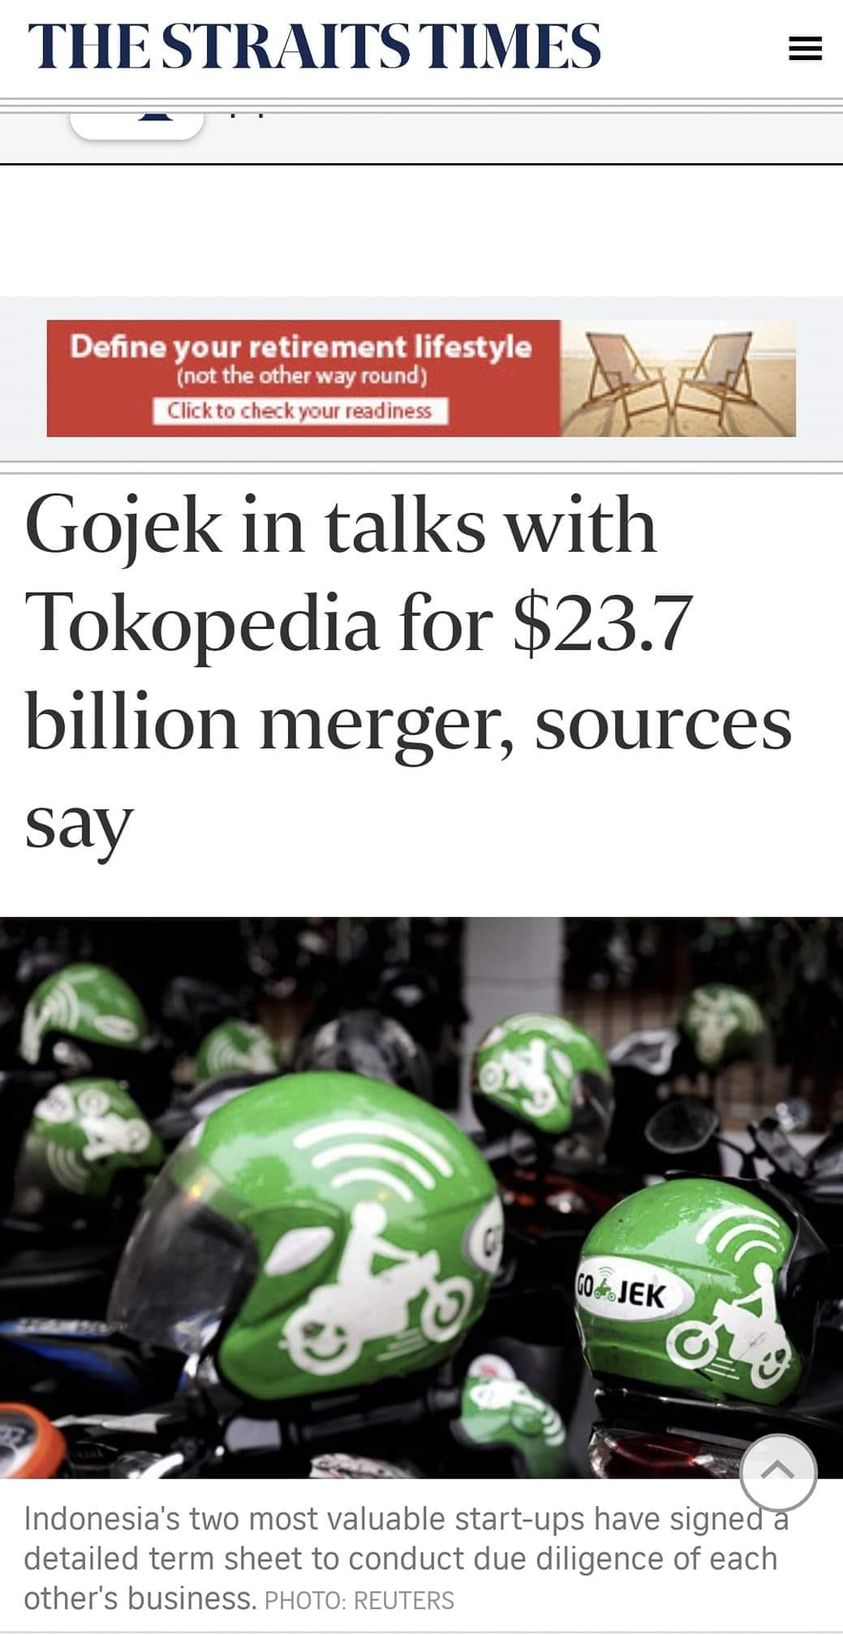 THE STRAITS TIMES
Define your retirement lifestyle
(not the other way round)
Click to check your readiness
Gojek in talks with
Tokopedia for $23.7
billion merger, sources
say
GO JEK
Indonesia's two most valuable start-ups have signed a
detailed term sheet to conduct due diligence of each
other's business. PHOTO: REUTERS